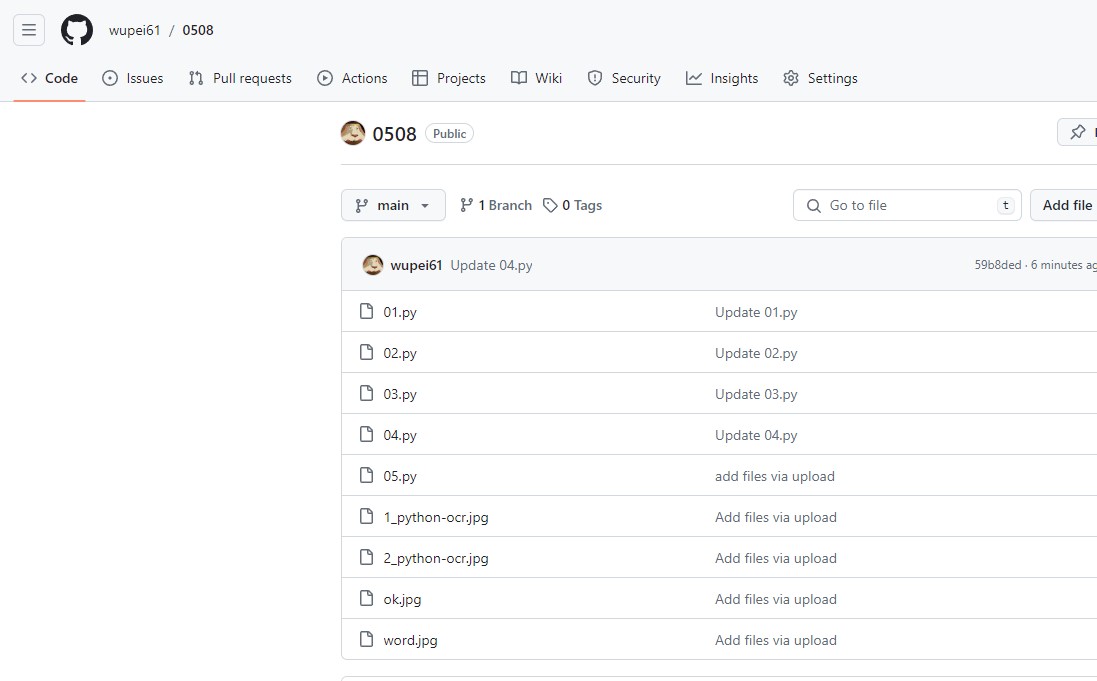 wupei61 / 0508
Code Issues Pull requests Actions Projects Wiki Security Insights Settings
0508 Public
main 1 Branch 0 Tags Go to file t Add file
wupei61 Update 04.py 59b8ded · 6 minutes ag
01.py Update 01.py
02.py Update 02.py
03.py Update 03.py
04.py Update 04.py
05.py add files via upload
1_python-ocr.jpg Add files via upload
2_python-ocr.jpg Add files via upload
ok.jpg Add files via upload
word.jpg Add files via upload